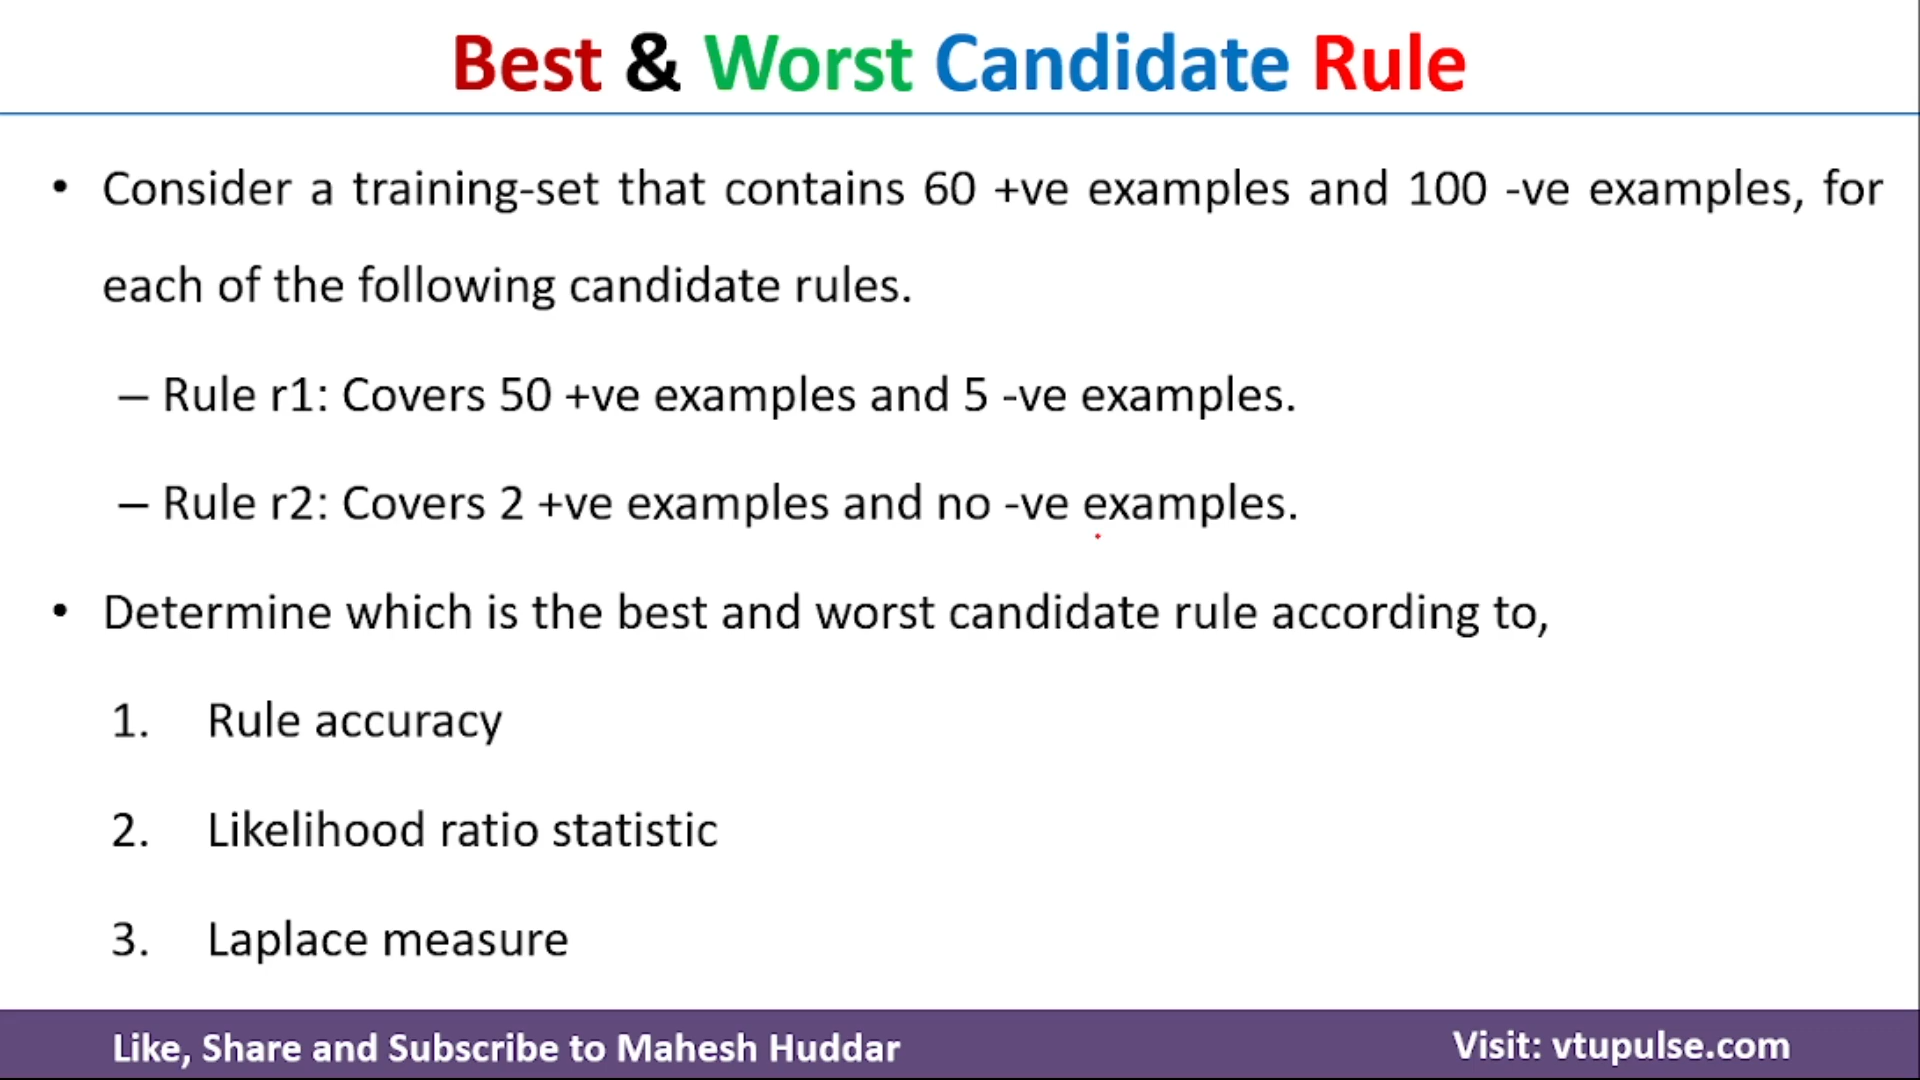 Best & Worst Candidate Rule
• Consider a training-set that contains 60 +ve examples and 100 -ve examples, for
each of the following candidate rules.
– Rule r1: Covers 50 +ve examples and 5 -ve examples.
– Rule r2: Covers 2 +ve examples and no -ve examples.
• Determine which is the best and worst candidate rule according to,
1. Rule accuracy
2. Likelihood ratio statistic
3. Laplace measure
Like, Share and Subscribe to Mahesh Huddar
Visit: vtupulse.com